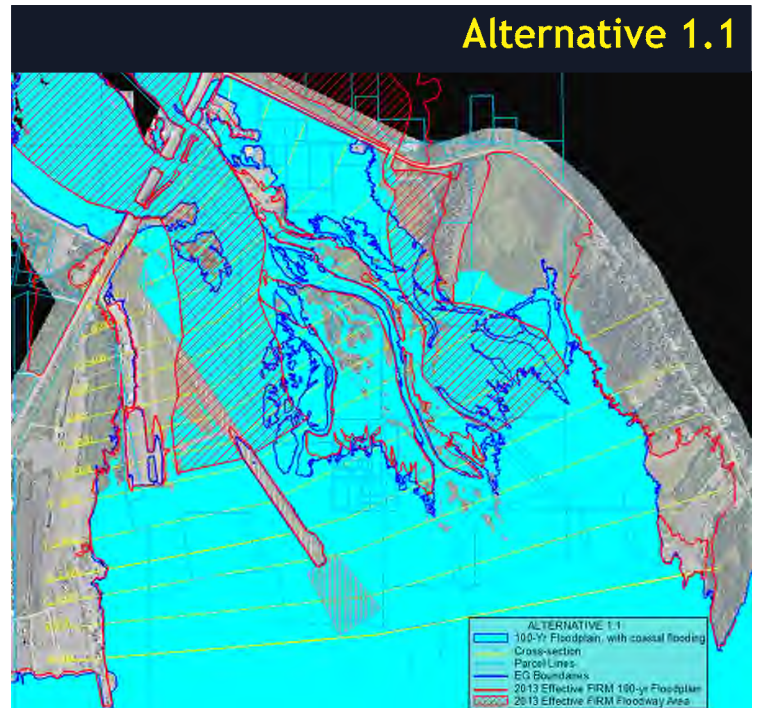 Alternative 1.1
ALTERNATIVE 1.1
100-Yr Floodplain, with coastal flooding
Cross-section
Parcel Lines
EG Boundaries
2013 Effective FIRM 100-yr Floodplain
2013 Effective FIRM Floodway Area